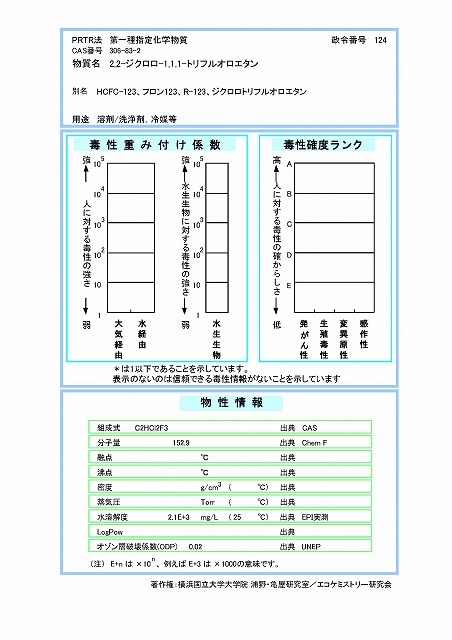 PRTR法　第一種指定化学物質　政令番号　124
CAS番号　306-83-2
物質名　2,2-ジクロロ-1,1,1-トリフルオロエタン
別名　HCFC-123、フロン123、R-123、ジクロロトリフルオロエタン
用途　溶剤/洗浄剤，冷媒等
毒性重み付け係数
強 10^5 10^4 10^3 10^2 10 1 弱
人に対する毒性の強さ
大気経由 水経由
強 10^5 10^4 10^3 10^2 10 1 弱
水生生物に対する毒性の強さ
水生生物
毒性確度ランク
高 A B C D E 低
人に対する毒性の確からしさ
発がん性 生殖毒性 変異原性 感作性
＊は1以下であることを示しています。
表示のないのは信頼できる毒性情報がないことを示しています
物性情報
組成式　C2HCl2F3　出典　CAS
分子量　152.9　出典　Chem F
融点　℃　出典
沸点　℃　出典
密度　g/cm^3　(　℃)　出典
蒸気圧　Torr　(　℃)　出典
水溶解度　2.1E+3　mg/L　(25　℃)　出典　EPI実測
LogPow　出典
オゾン層破壊係数(ODP)　0.02　出典　UNEP
（注） E+n は ×10^n、例えば E+3 は ×1000の意味です。
著作権：横浜国立大学大学院 浦野・亀屋研究室／エコケミストリー研究会